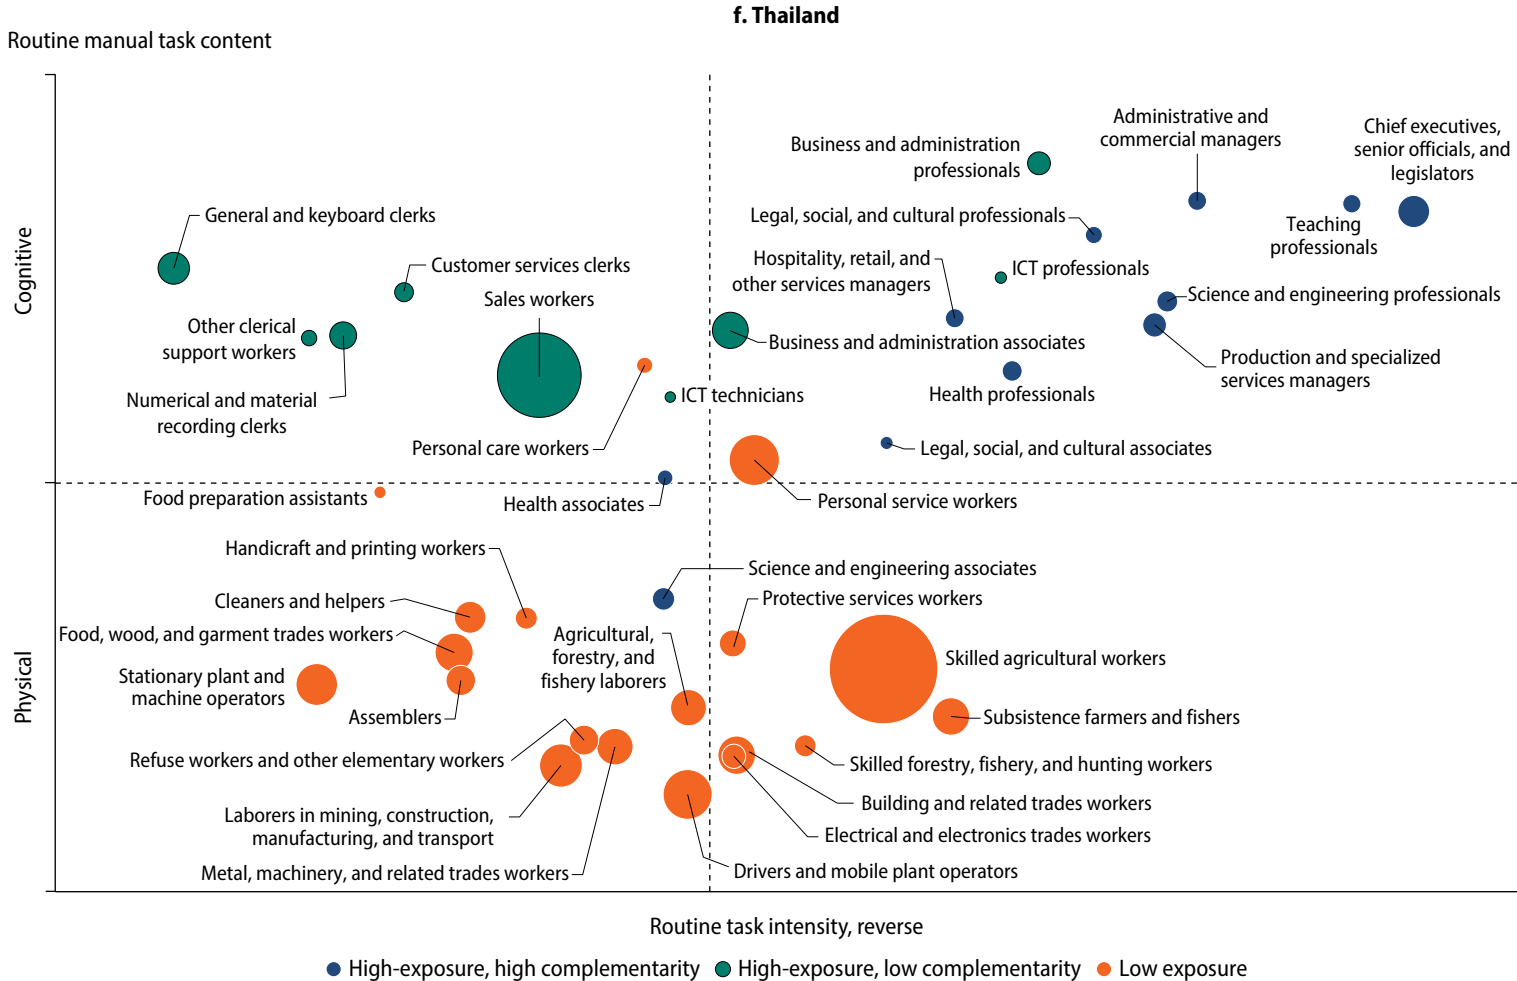 f. Thailand
Routine manual task content
Cognitive
Physical
Administrative and
commercial managers
Chief executives,
senior officials, and
legislators
Business and administration
professionals
General and keyboard clerks
Legal, social, and cultural professionals
Teaching
professionals
Hospitality, retail, and
other services managers
ICT professionals
Customer services clerks
Sales workers
Science and engineering professionals
Other clerical
support workers
Business and administration associates
Production and specialized
services managers
Numerical and material
recording clerks
ICT technicians
Health professionals
Personal care workers
Legal, social, and cultural associates
Food preparation assistants
Health associates
Personal service workers
Handicraft and printing workers
Science and engineering associates
Cleaners and helpers
Protective services workers
Food, wood, and garment trades workers
Agricultural,
forestry, and
fishery laborers
Skilled agricultural workers
Stationary plant and
machine operators
Assemblers
Subsistence farmers and fishers
Refuse workers and other elementary workers
Skilled forestry, fishery, and hunting workers
Building and related trades workers
Laborers in mining, construction,
manufacturing, and transport
Electrical and electronics trades workers
Metal, machinery, and related trades workers
Drivers and mobile plant operators
Routine task intensity, reverse
High-exposure, high complementarity
High-exposure, low complementarity
Low exposure